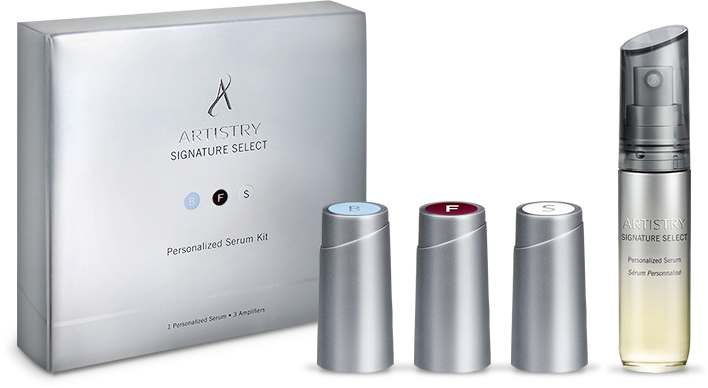 ARTISTRY
SIGNATURE SELECT
B F S
Personalized Serum Kit
1 Personalized Serum • 3 Amplifiers
B
F
S
ARTISTRY
SIGNATURE SELECT
Personalized Serum
Sérum Personnalisé